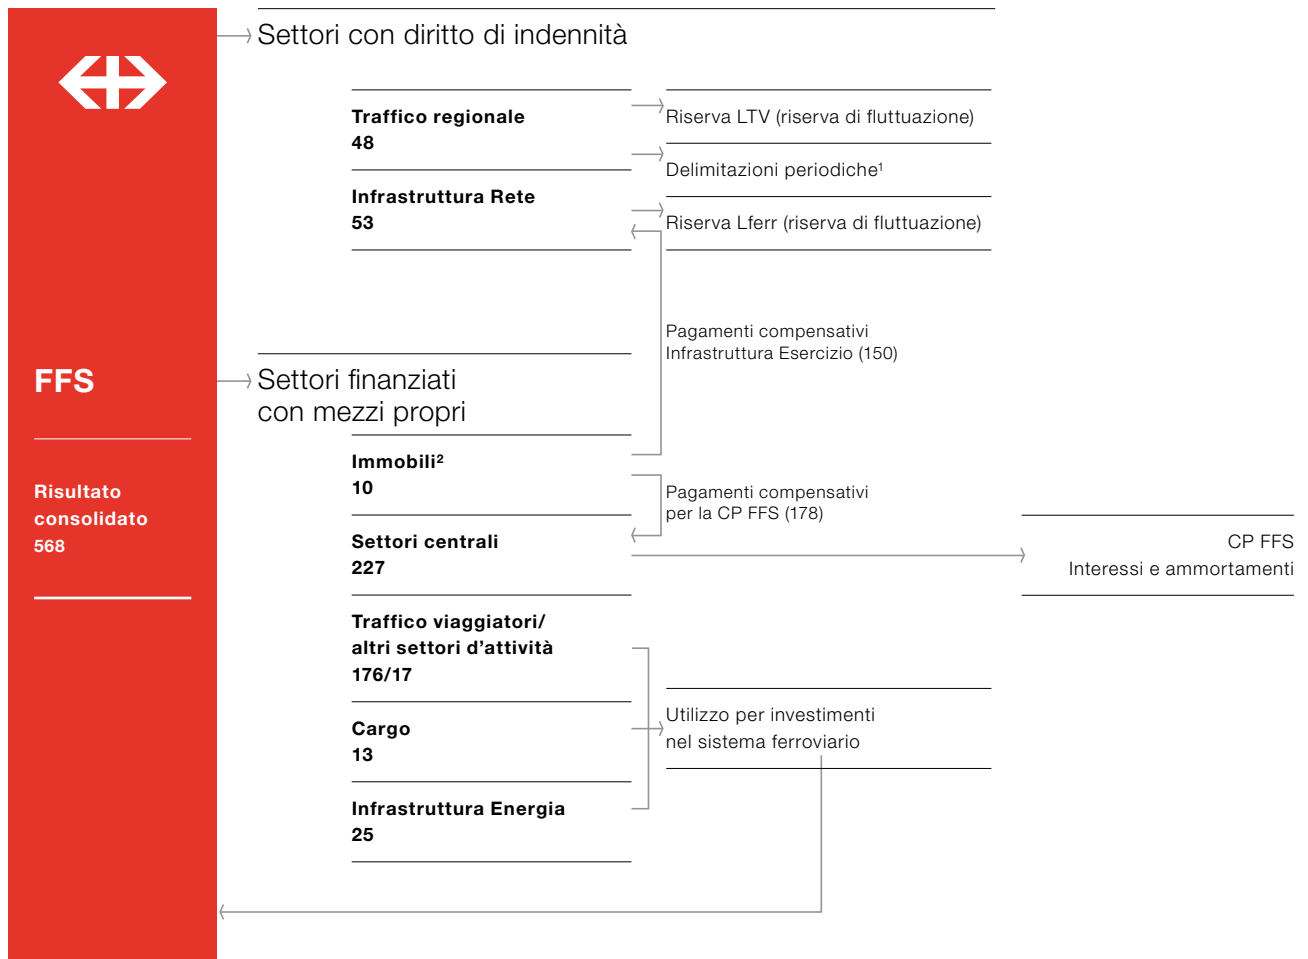 FFS
Risultato
consolidato
568
Settori con diritto di indennità
Traffico regionale
48
Infrastruttura Rete
53
Riserva LTV (riserva di fluttuazione)
Delimitazioni periodiche¹
Riserva Lferr (riserva di fluttuazione)
Pagamenti compensativi
Infrastruttura Esercizio (150)
Settori finanziati
con mezzi propri
Immobili²
10
Pagamenti compensativi
per la CP FFS (178)
Settori centrali
227
CP FFS
Interessi e ammortamenti
Traffico viaggiatori/
altri settori d’attività
176/17
Cargo
13
Infrastruttura Energia
25
Utilizzo per investimenti
nel sistema ferroviario